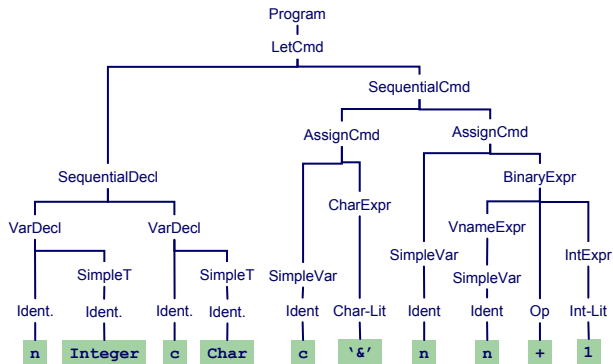 Program
LetCmd
SequentialCmd
AssignCmd AssignCmd
SequentialDecl BinaryExpr
CharExpr
VarDecl VarDecl VnameExpr
SimpleT SimpleT SimpleVar SimpleVar IntExpr
SimpleVar
Ident. Ident. Ident. Ident. Ident Char-Lit Ident Ident Op Int-Lit
n Integer c Char c ‘&’ n n + 1